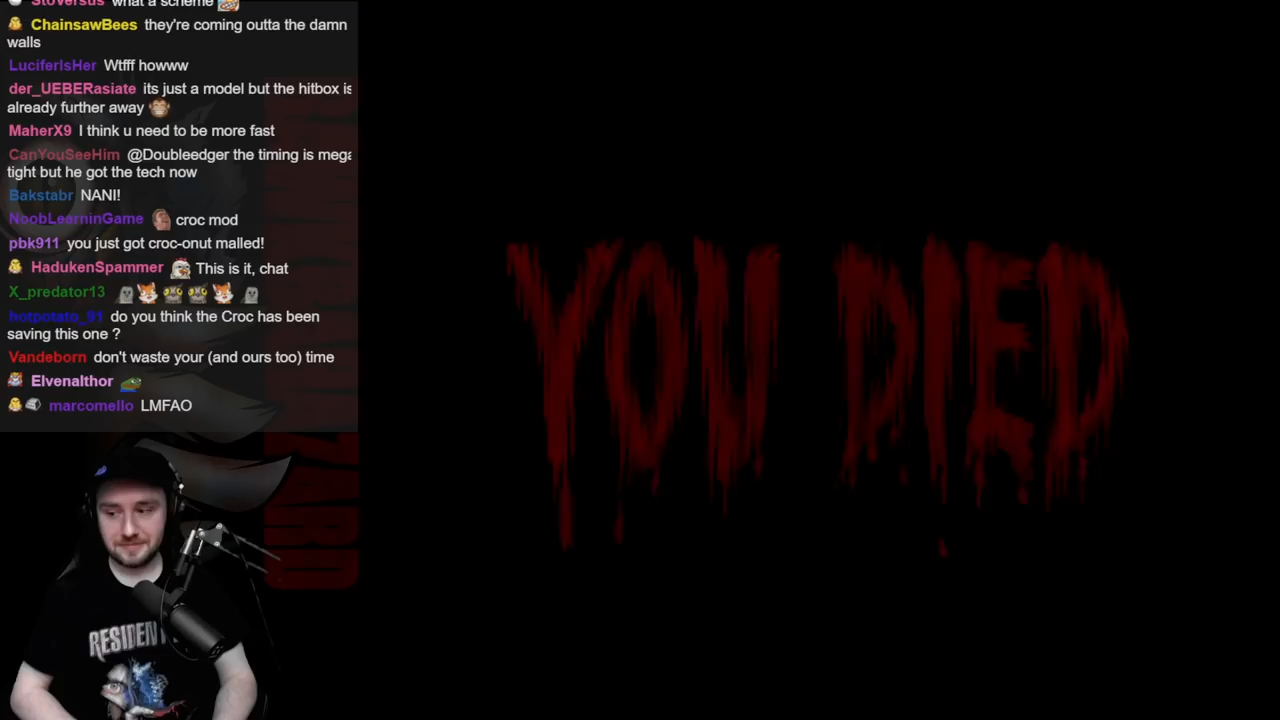 StoVersus what a scheme
ChainsawBees they're coming outta the damn
walls
LuciferIsHer Wtfff howww
der_UEBERasiate its just a model but the hitbox is
already further away
MaherX9 I think u need to be more fast
CanYouSeeHim @Doubledger the timing is mega
tight but he got the tech now
Bakstabr NANI!
NoobLearninGame croc mod
pbk911 you just got croc-onut malled!
HadukenSpammer This is it, chat
X_predator13
hotpotato_91 do you think the Croc has been
saving this one ?
Vandeborn don't waste your (and ours too) time
Elvenalthor
marcomello LMFAO
YOU DIED
RESIDEN